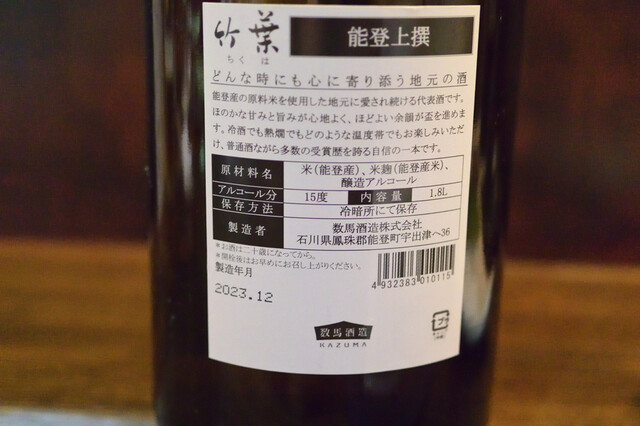 竹葉
ちくは
能登上撰
どんな時にも心に寄り添う地元の酒
能登産の原料米を使用した地元に愛され続ける代表酒です。
ほのかな甘みと旨みが心地よく、ほどよい余韻が盃を進めま
す。冷酒でも熱燗でもどのような温度帯でもお楽しみいただ
け、普通酒ながら多数の受賞歴を誇る自信の一本です。
原材料名 米(能登産)、米麹(能登産米)、
醸造アルコール
アルコール分 15度 内容量 1.8L
保存方法 冷暗所にて保存
製造者 数馬酒造株式会社
石川県鳳珠郡能登町宇出津ヘ36
*お酒は二十歳になってから。
*開栓後はお早めにお召し上がりください。
製造年月
2023.12
4 932383 010115
数馬酒造
KAZUMA
プラ